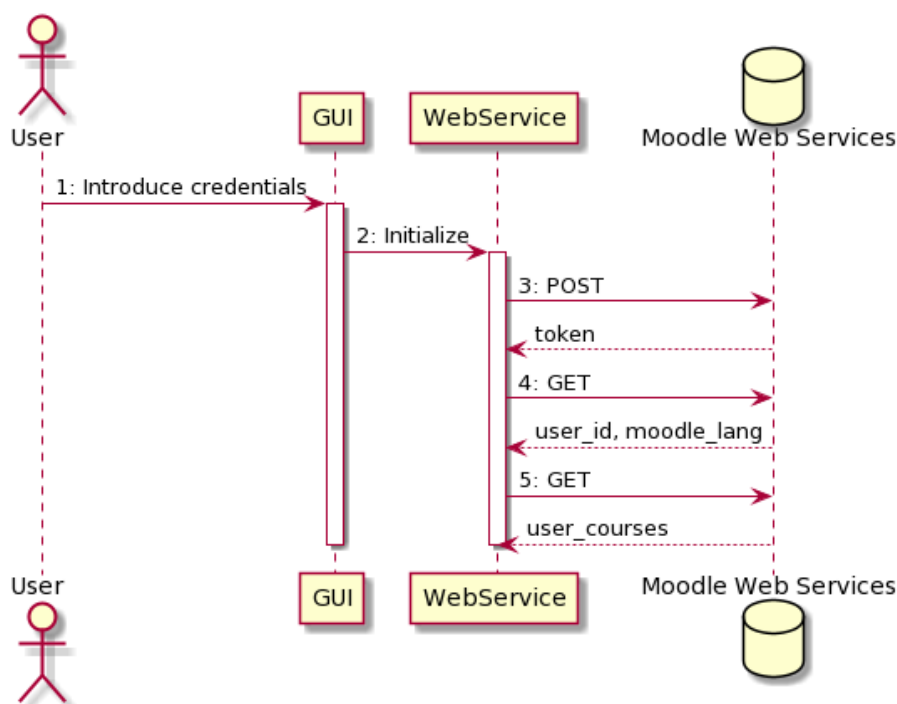 User
GUI
WebService
Moodle Web Services
1: Introduce credentials
2: Initialize
3: POST
token
4: GET
user_id, moodle_lang
5: GET
user_courses
User
GUI
WebService
Moodle Web Services